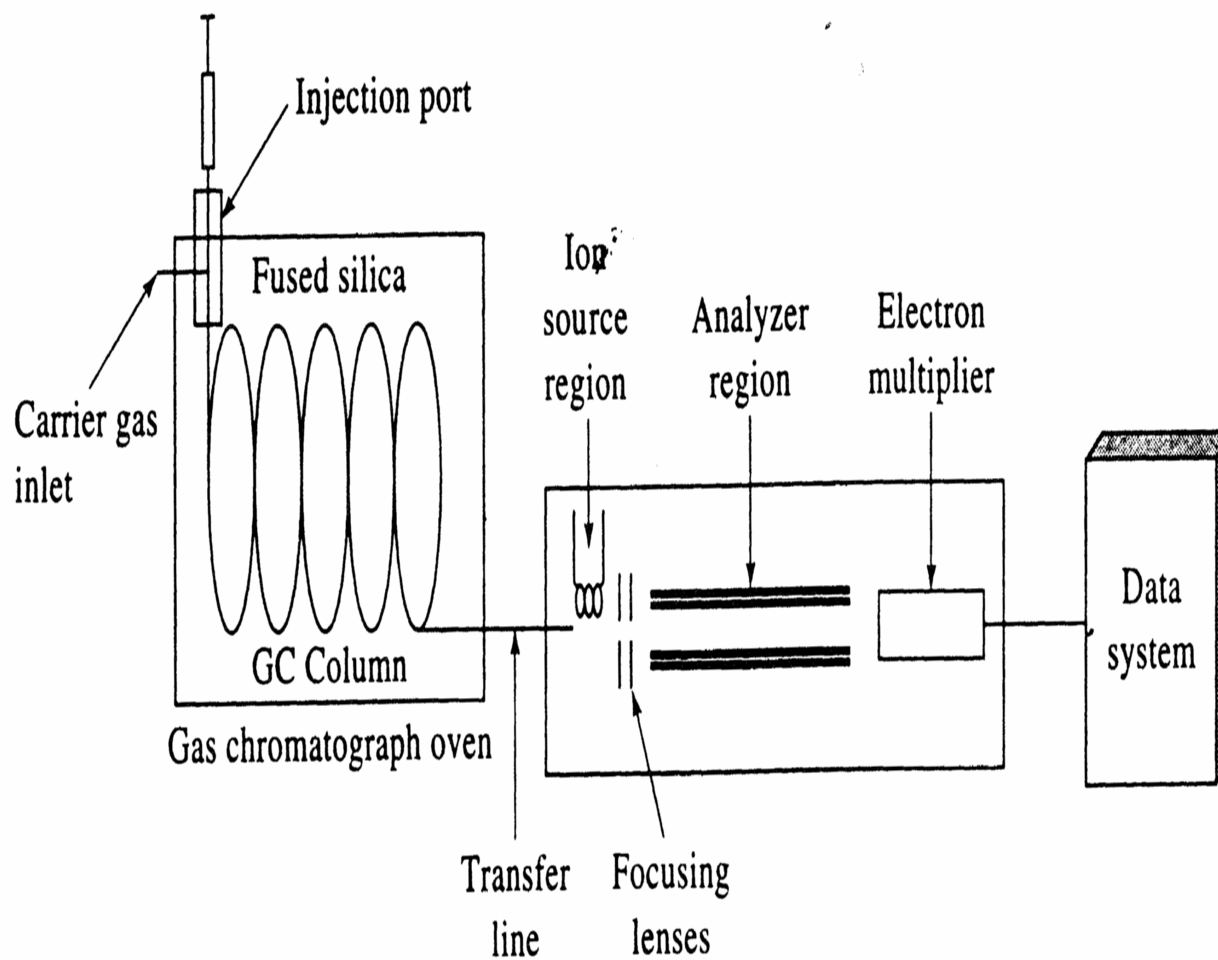 Injection port
Fused silica
Carrier gas
inlet
GC Column
Gas chromatograph oven
Ion
source
region
Analyzer
region
Electron
multiplier
Data
system
Transfer
line
Focusing
lenses